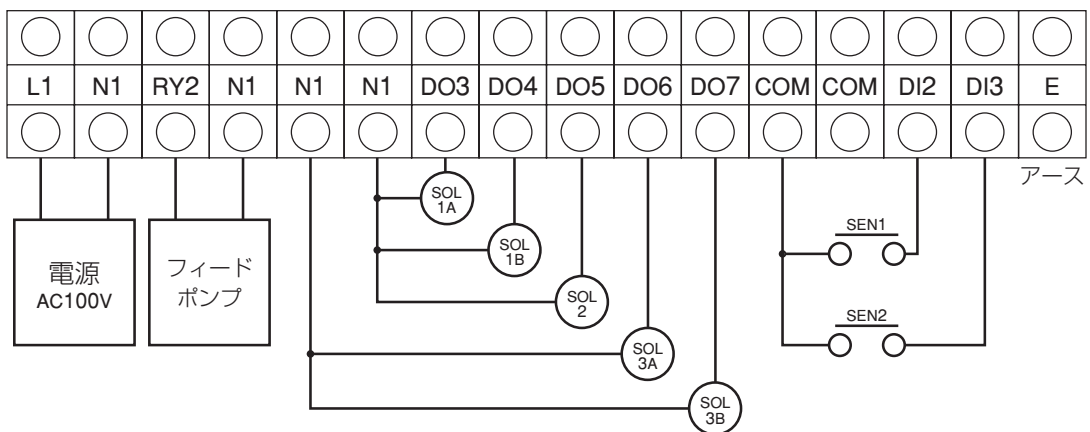 L1 N1 RY2 N1 N1 N1 DO3 DO4 DO5 DO6 DO7 COM COM DI2 DI3 E
アース
電源
AC100V
フィード
ポンプ
SOL
1A
SOL
1B
SOL
2
SOL
3A
SOL
3B
SEN1
SEN2